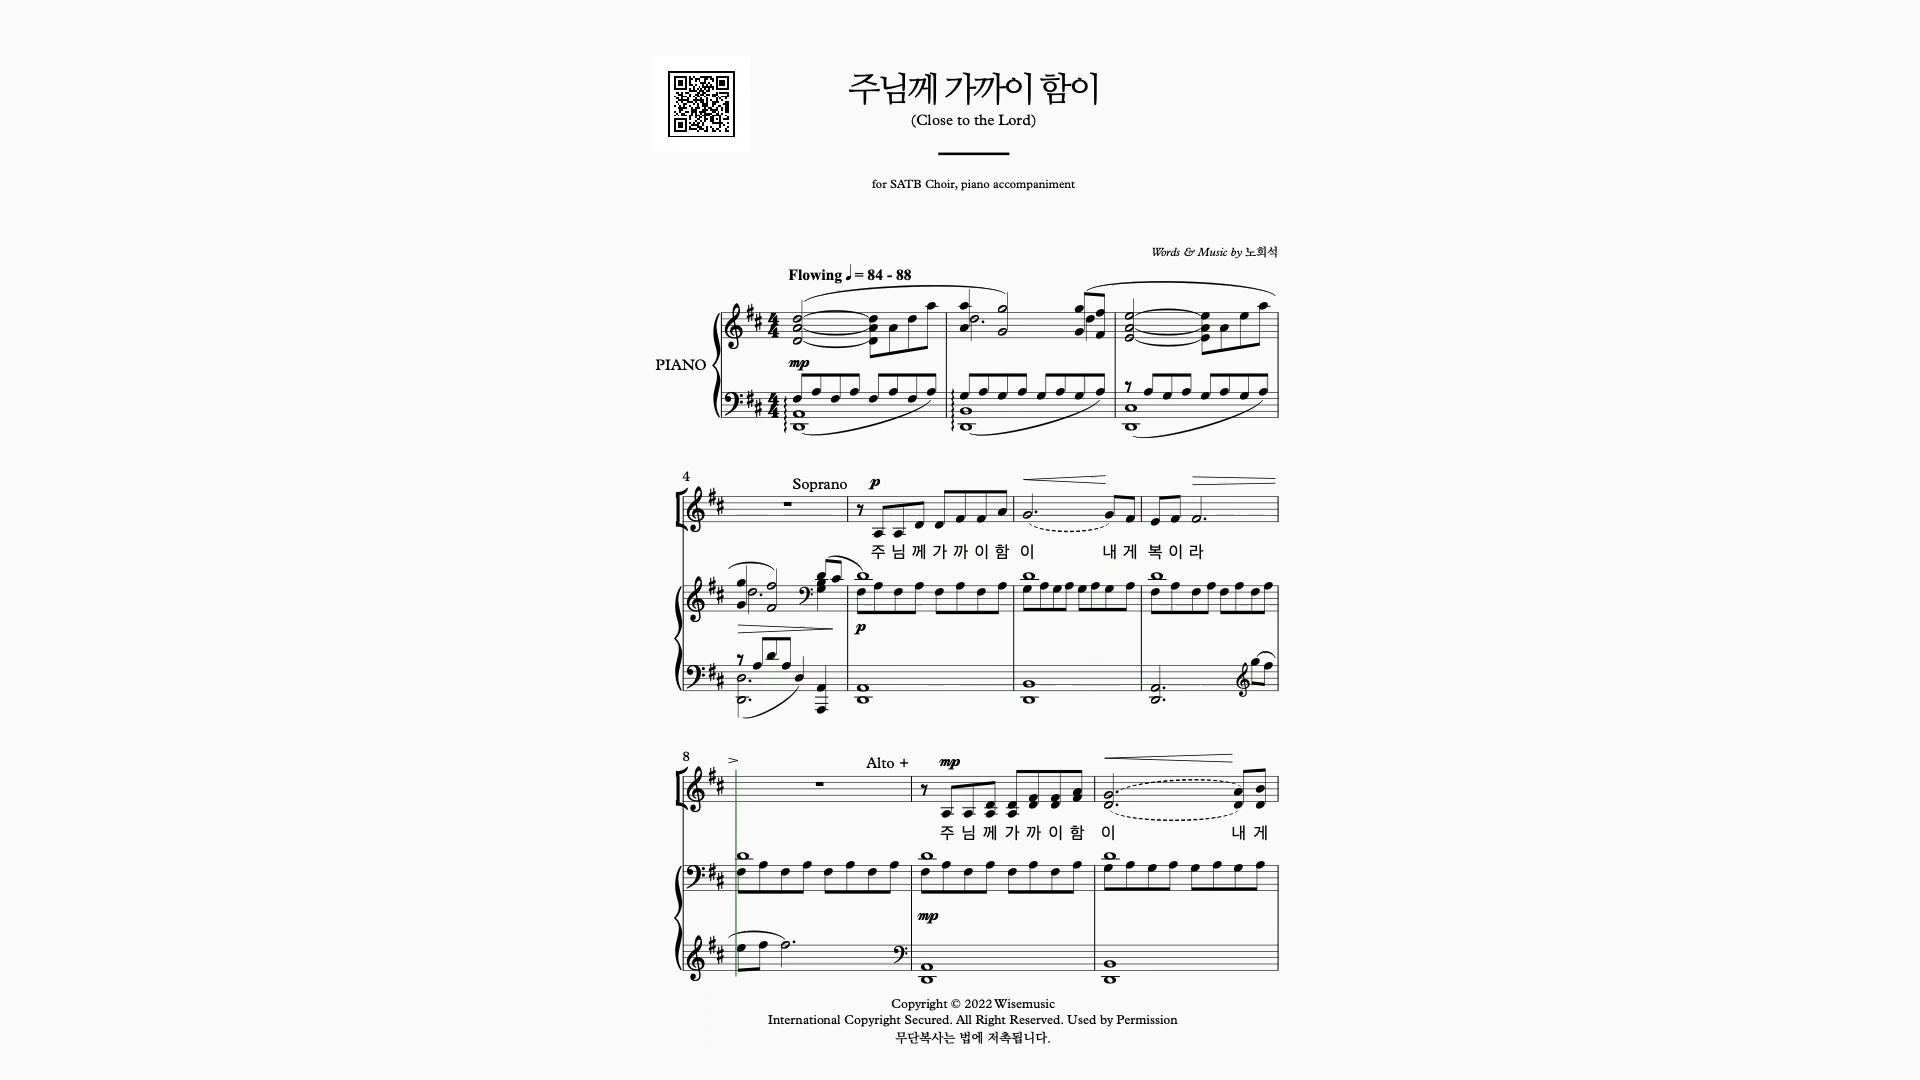 주님께 가까이 함이
(Close to the Lord)
for SATB Choir, piano accompaniment
Words & Music by 노희석
Flowing ♩ = 84 - 88
PIANO
mp
4
Soprano
p
주 님 께 가 까 이 함 이 내 게 복 이 라
p
8
Alto +
mp
주 님 께 가 까 이 함 이 내 게
mp
Copyright © 2022 Wisemusic
International Copyright Secured. All Right Reserved. Used by Permission
무단복사는 법에 저촉됩니다.